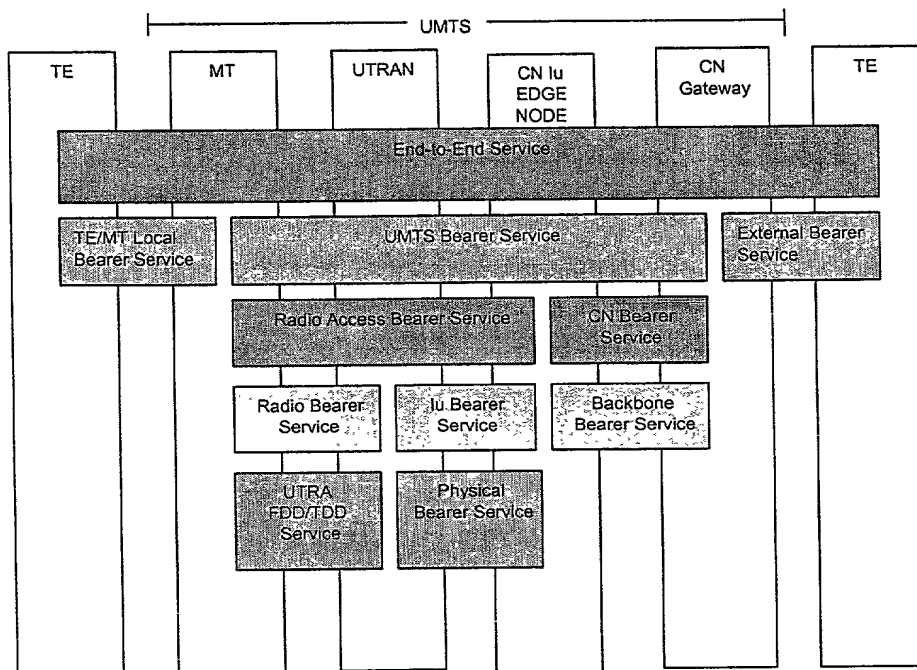 UMTS
TE
MT
UTRAN
CN Iu
EDGE
NODE
CN
Gateway
TE
End-to-End Service
TE/MT Local
Bearer Service
UMTS Bearer Service
External Bearer
Service
Radio Access Bearer Service
CN Bearer
Service
Radio Bearer
Service
Iu Bearer
Service
Backbone
Bearer Service
UTRA
FDD/TDD
Service
Physical
Bearer Service